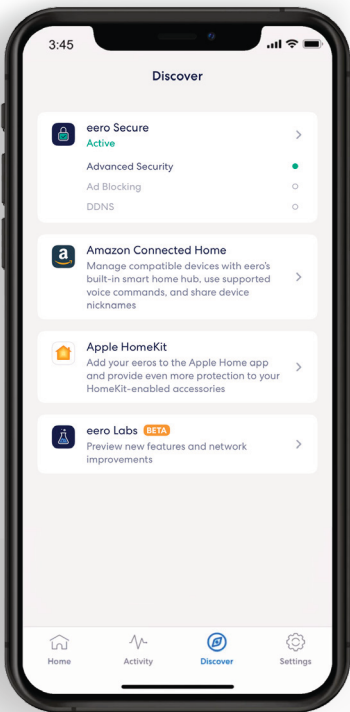 3:45
Discover
eero Secure
Active
Advanced Security
Ad Blocking
DDNS
a
Amazon Connected Home
Manage compatible devices with eero's
built-in smart home hub, use supported
voice commands, and share device
nicknames
Apple HomeKit
Add your eeros to the Apple Home app
and provide even more protection to your
HomeKit-enabled accessories
eero Labs BETA
Preview new features and network
improvements
Home Activity Discover Settings